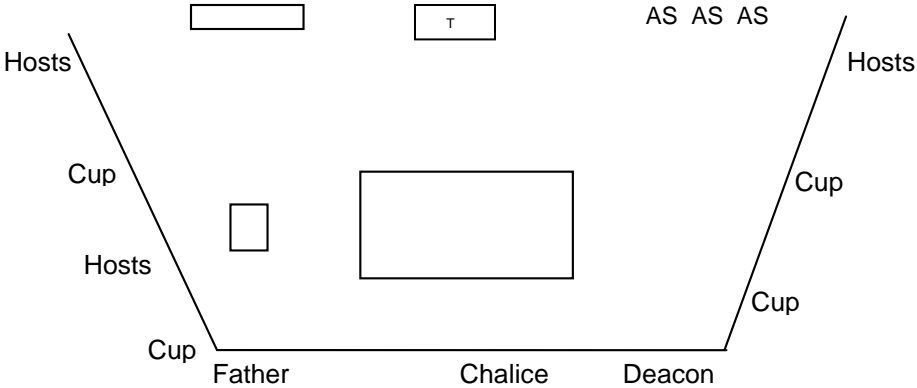 T
AS AS AS
Hosts
Hosts
Cup
Cup
Hosts
Cup
Cup
Father
Chalice
Deacon